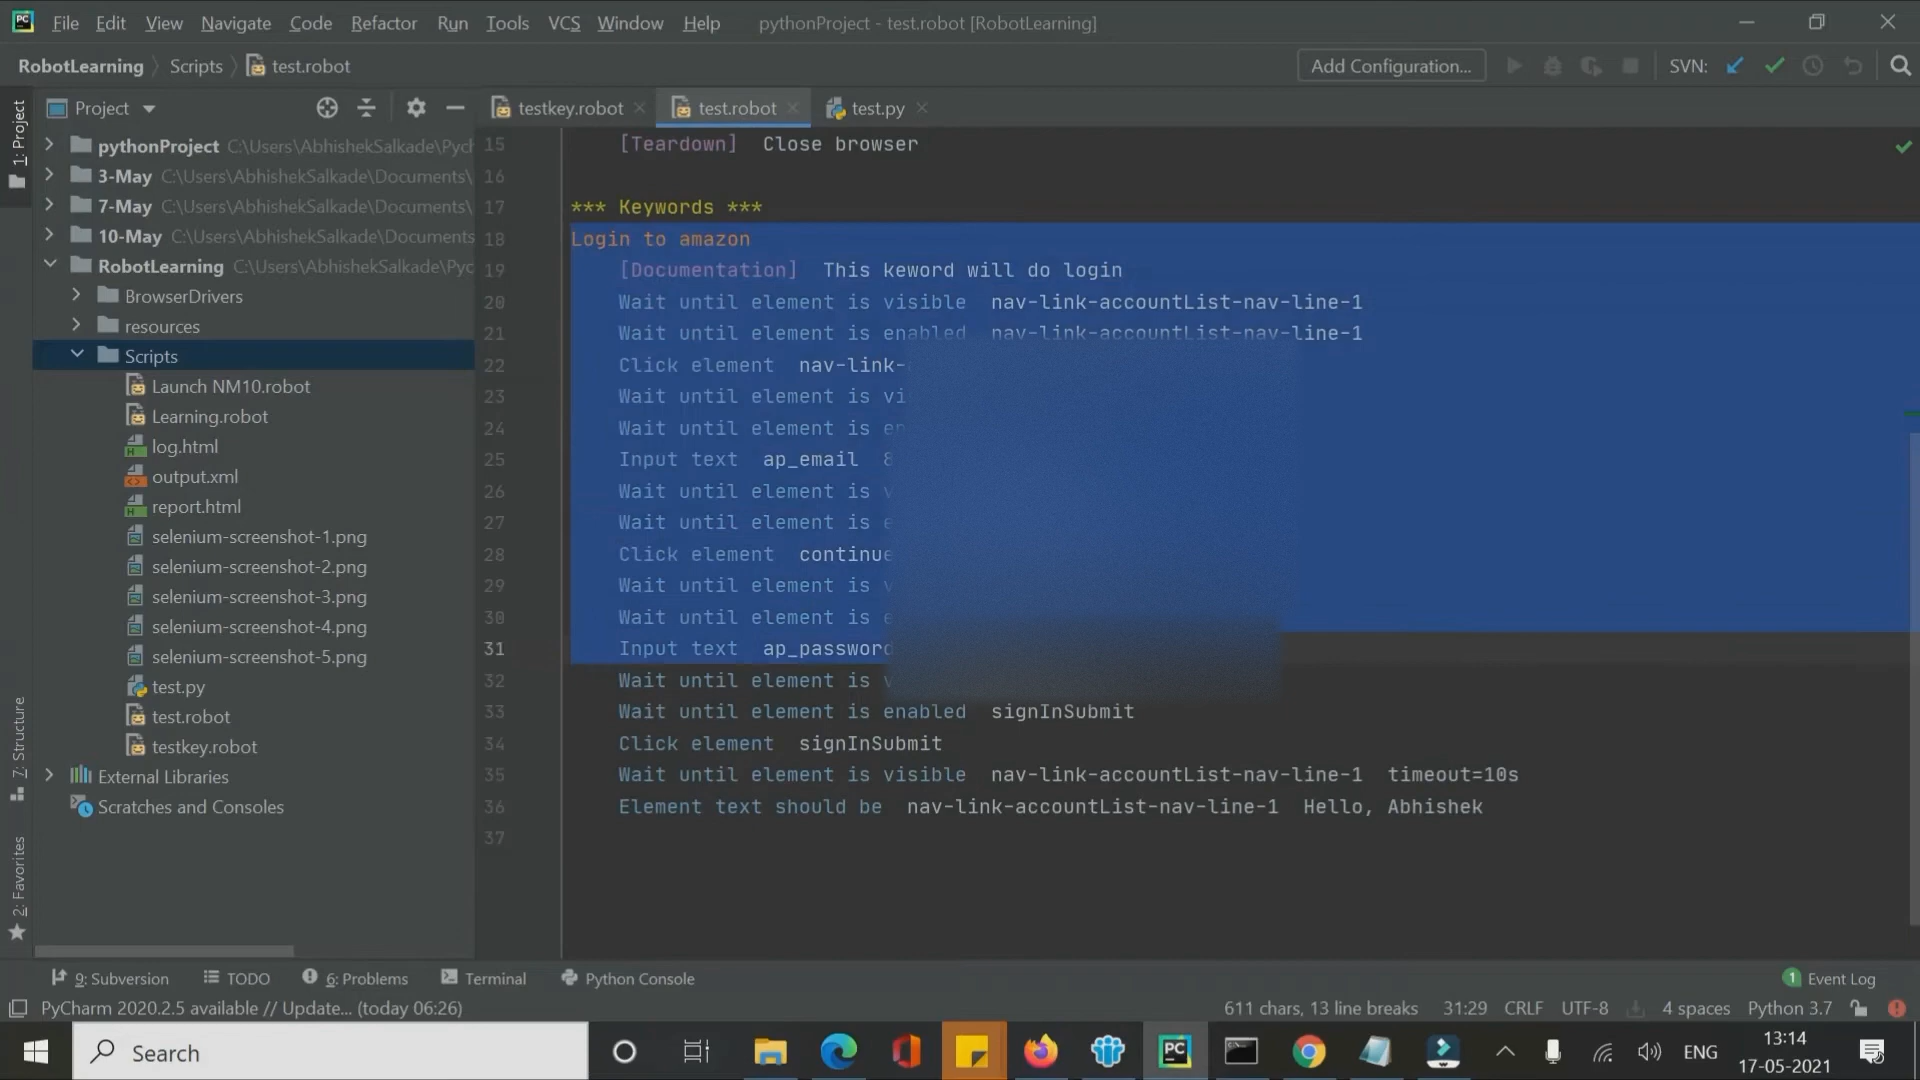 File Edit View Navigate Code Refactor Run Tools VCS Window Help pythonProject - test.robot [RobotLearning]
RobotLearning Scripts test.robot Add Configuration... SVN:
Project testkey.robot test.robot test.py
1: Project
7: Structure
2: Favorites
pythonProject C:\Users\AbhishekSalkade\Pych
3-May C:\Users\AbhishekSalkade\Documents\
7-May C:\Users\AbhishekSalkade\Documents\
10-May C:\Users\AbhishekSalkade\Documents
RobotLearning C:\Users\AbhishekSalkade\Pyc
BrowserDrivers
resources
Scripts
Launch NM10.robot
Learning.robot
log.html
output.xml
report.html
selenium-screenshot-1.png
selenium-screenshot-2.png
selenium-screenshot-3.png
selenium-screenshot-4.png
selenium-screenshot-5.png
test.py
test.robot
testkey.robot
External Libraries
Scratches and Consoles
15 [Teardown] Close browser
16
17 *** Keywords ***
18 Login to amazon
19 [Documentation] This keword will do login
20 Wait until element is visible nav-link-accountList-nav-line-1
21 Wait until element is enabled nav-link-accountList-nav-line-1
22 Click element nav-link-
23 Wait until element is vi
24 Wait until element is en
25 Input text ap_email 8
26 Wait until element is v
27 Wait until element is e
28 Click element continue
29 Wait until element is v
30 Wait until element is e
31 Input text ap_password
32 Wait until element is v
33 Wait until element is enabled signInSubmit
34 Click element signInSubmit
35 Wait until element is visible nav-link-accountList-nav-line-1 timeout=10s
36 Element text should be nav-link-accountList-nav-line-1 Hello, Abhishek
37
9: Subversion TODO 6: Problems Terminal Python Console 1 Event Log
PyCharm 2020.2.5 available // Update... (today 06:26) 611 chars, 13 line breaks 31:29 CRLF UTF-8 4 spaces Python 3.7
Search ENG 13:14
17-05-2021